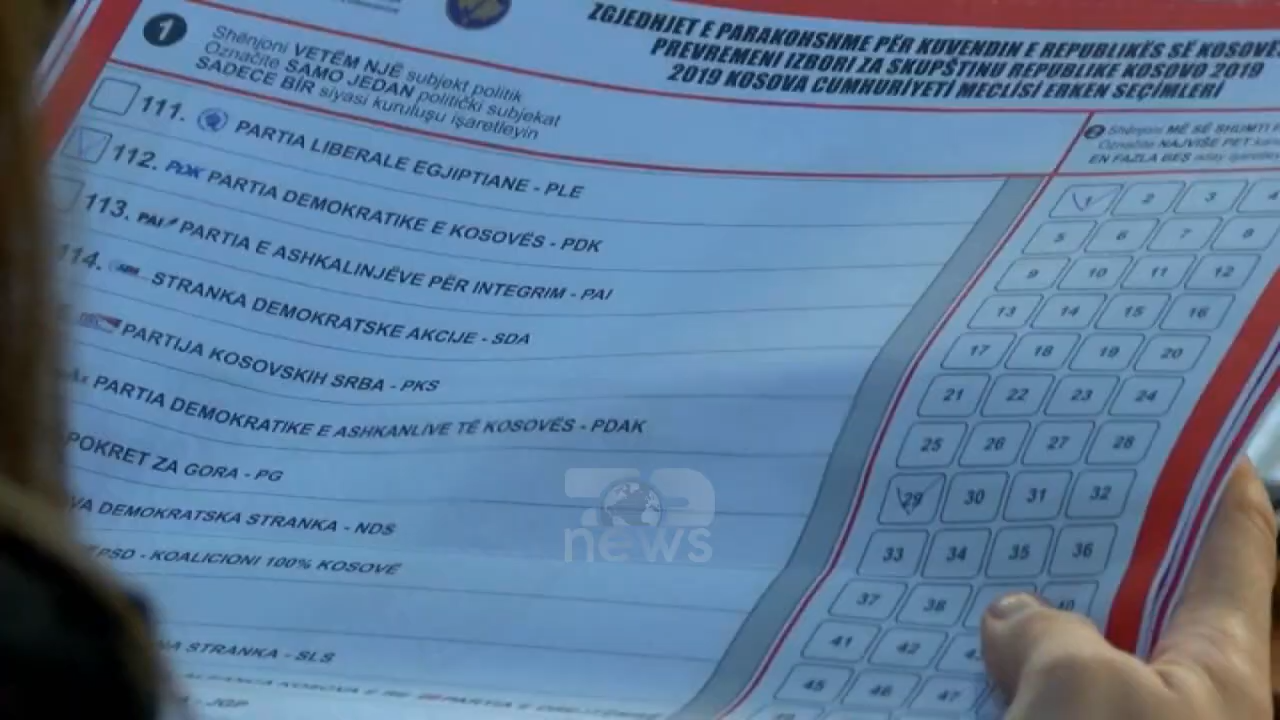 ZGJEDHJET E PARAKOHSHME PËR KUVENDIN E REPUBLIKËS SË KOSOVËS
PREVREMENI IZBORI ZA SKUPŠTINU REPUBLIKE KOSOVO 2019
2019 KOSOVA CUMHURİYETİ MECLİSİ ERKEN SEÇİMLERİ
1
Shënjoni VETËM NJË subjekt politik
Označite SAMO JEDAN politički subjekat
SADECE BİR siyasi kuruluşu işaretleyin
2 Shënjoni MË SË SHUMTI
Označite NAJVIŠE PET
EN FAZLA BEŞ aday
111. PARTIA LIBERALE EGJIPTIANE - PLE
112. PDK PARTIA DEMOKRATIKE E KOSOVËS - PDK
113. PAI PARTIA E ASHKALINJËVE PËR INTEGRIM - PAI
114. STRANKA DEMOKRATSKE AKCIJE - SDA
PARTIJA KOSOVSKIH SRBA - PKS
PARTIA DEMOKRATIKE E ASHKANLIVE TË KOSOVËS - PDAK
POKRET ZA GORA - PG
VA DEMOKRATSKA STRANKA - NDS
PSD - KOALICIONI 100% KOSOVË
NA STRANKA - SLS
- JGP
1 2 3 4
5 6 7 8
9 10 11 12
13 14 15 16
17 18 19 20
21 22 23 24
25 26 27 28
29 30 31 32
33 34 35 36
37 38 40
41 42
45 46 47
news